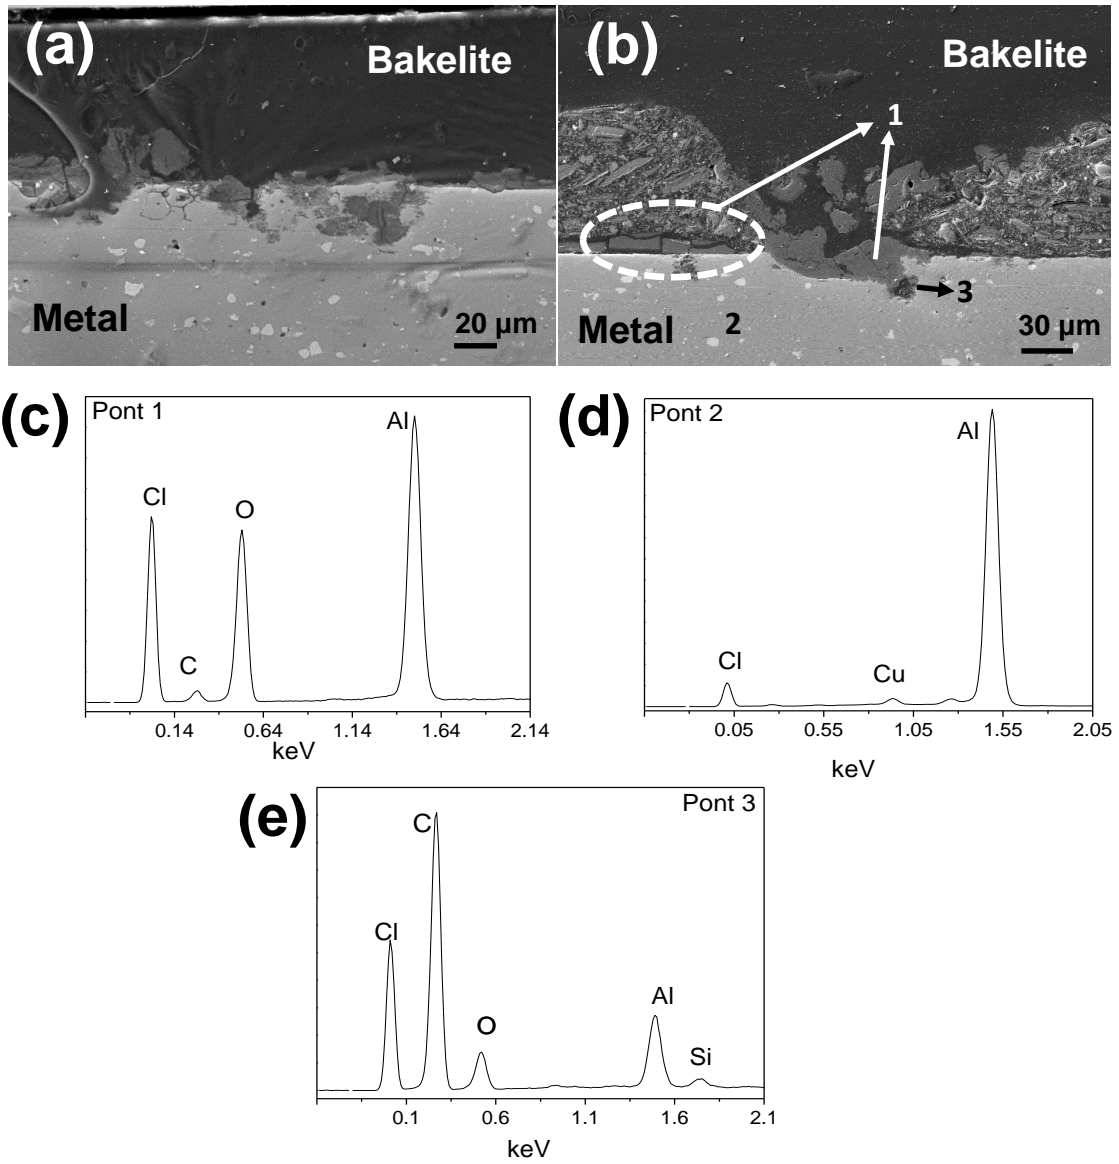 (a)
Bakelite
Metal
20 µm
(b)
Bakelite
1
3
Metal
2
30 µm
(c)
Pont 1
Al
Cl
O
C
0.14 0.64 1.14 1.64 2.14
keV
(d)
Pont 2
Al
Cl
Cu
0.05 0.55 1.05 1.55 2.05
keV
(e)
Pont 3
C
Cl
O
Al
Si
0.1 0.6 1.1 1.6 2.1
keV